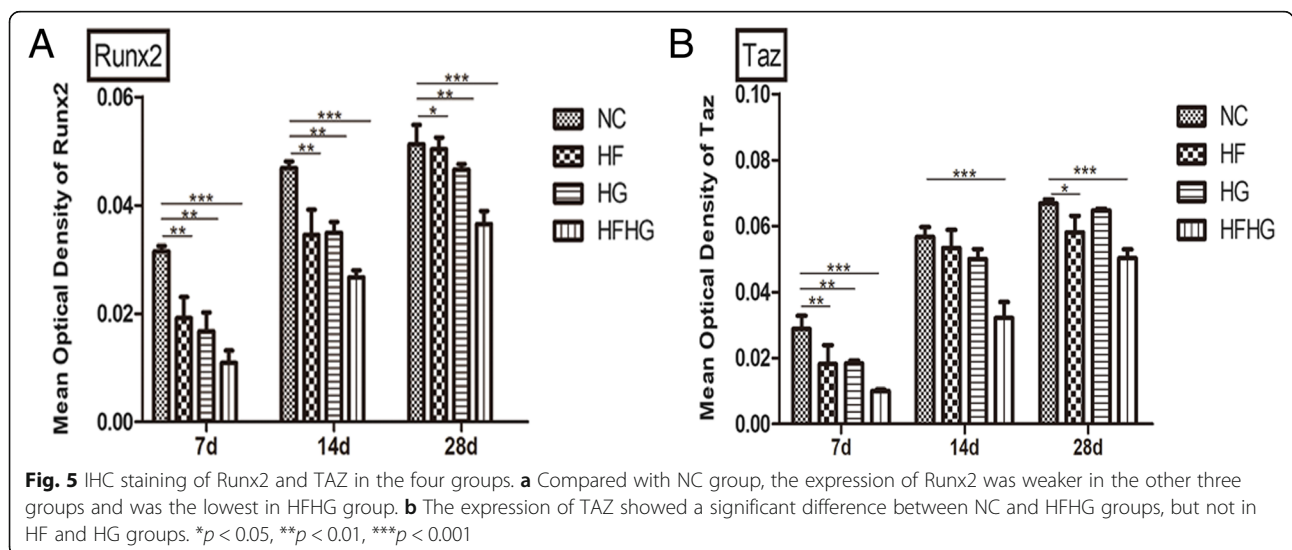 A
Runx2
Mean Optical Density of Runx2
0.06
0.04
0.02
0.00
***
**
**
***
**
**
***
**
*
7d
14d
28d
NC
HF
HG
HFHG
B
Taz
Mean Optical Density of Taz
0.10
0.08
0.06
0.04
0.02
0.00
***
**
**
***
***
*
7d
14d
28d
NC
HF
HG
HFHG
Fig. 5 IHC staining of Runx2 and TAZ in the four groups. a Compared with NC group, the expression of Runx2 was weaker in the other three
groups and was the lowest in HFHG group. b The expression of TAZ showed a significant difference between NC and HFHG groups, but not in
HF and HG groups. *p < 0.05, **p < 0.01, ***p < 0.001